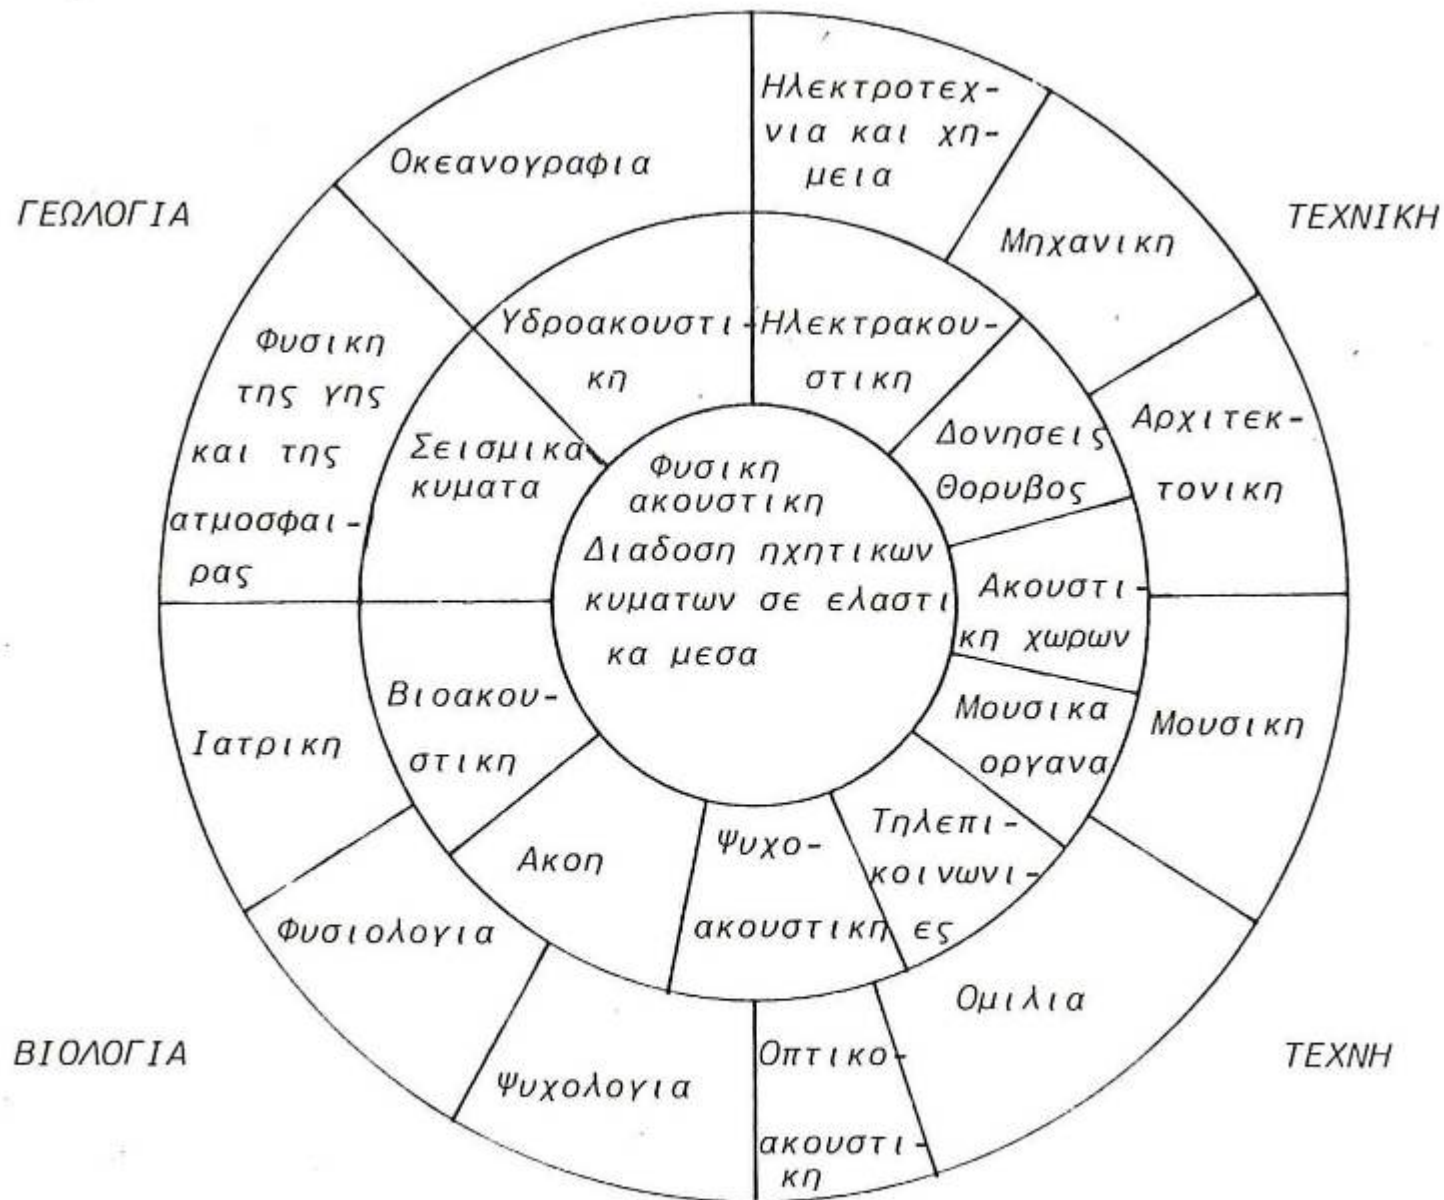 Ηλεκτροτεχ-
νια και χη-
μεια
Οκεανογραφια
ΓΕΩΛΟΓΙΑ
ΤΕΧΝΙΚΗ
Μηχανικη
Υδροακουστι-
κη
Ηλεκτρακου-
στικη
Φυσικη
της γης
και της
ατμοσφαι-
ρας
Σεισμικα
κυματα
Δονησεις
θορυβος
Αρχιτεκ-
τονικη
Φυσικη
ακουστικη
Διαδοση ηχητικων
κυματων σε ελαστι
κα μεσα
Ακουστι-
κη χωρων
Βιοακου-
στικη
Μουσικα
οργανα
Ιατρικη
Μουσικη
Ακοη
Ψυχο-
ακουστικη
Τηλεπι-
κοινωνι-
ες
Φυσιολογια
Ομιλια
ΒΙΟΛΟΓΙΑ
ΤΕΧΝΗ
Ψυχολογια
Οπτικο-
ακουστι-
κη